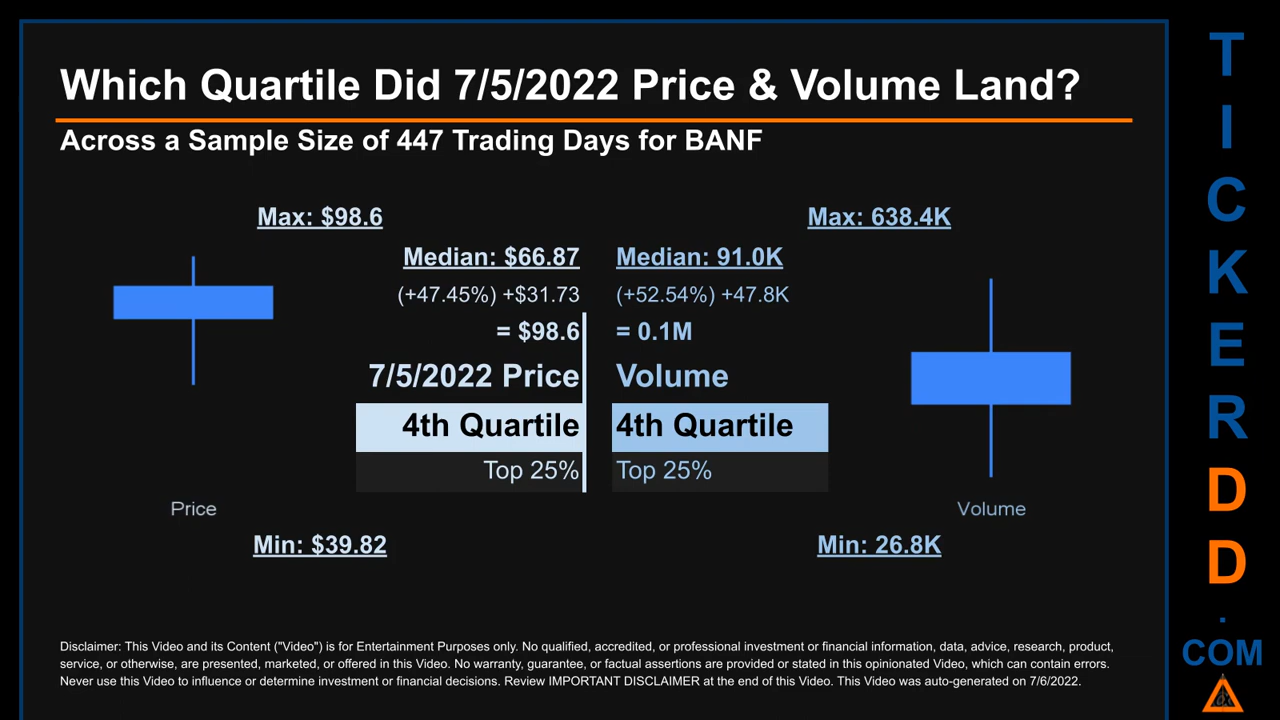 Which Quartile Did 7/5/2022 Price & Volume Land?
Across a Sample Size of 447 Trading Days for BANF
Max: $98.6
Max: 638.4K
Median: $66.87
Median: 91.0K
(+47.45%) +$31.73
(+52.54%) +47.8K
= $98.6
= 0.1M
7/5/2022 Price
Volume
4th Quartile
4th Quartile
Top 25%
Top 25%
Price
Volume
Min: $39.82
Min: 26.8K
Disclaimer: This Video and its Content ("Video") is for Entertainment Purposes only. No qualified, accredited, or professional investment or financial information, data, advice, research, product,
service, or otherwise, are presented, marketed, or offered in this Video. No warranty, guarantee, or factual assertions are provided or stated in this opinionated Video, which can contain errors.
Never use this Video to influence or determine investment or financial decisions. Review IMPORTANT DISCLAIMER at the end of this Video. This Video was auto-generated on 7/6/2022.
T
I
C
K
E
R
D
D
.
COM